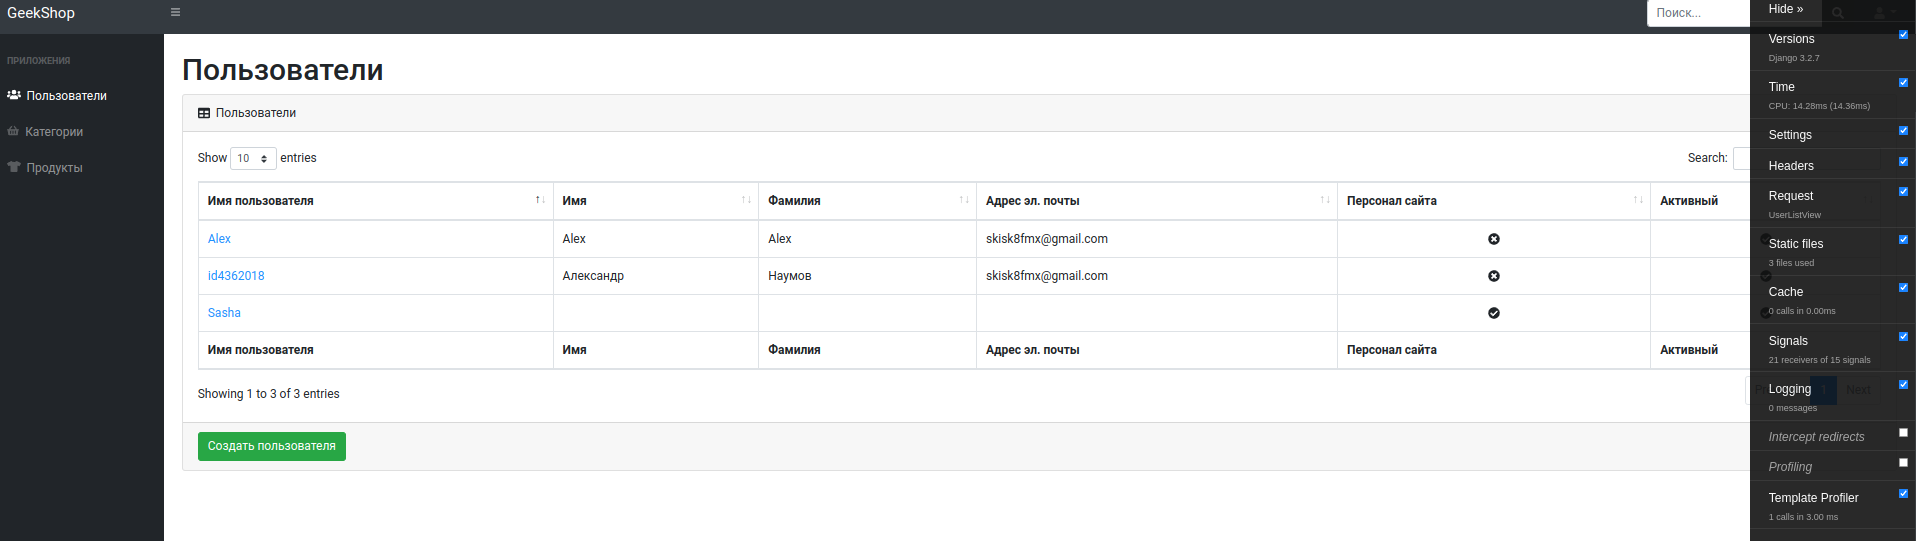 GeekShop
Поиск...
ПРИЛОЖЕНИЯ
Пользователи
Категории
Продукты
Пользователи
Пользователи
Show 10 entries
Search:
Имя пользователя Имя Фамилия Адрес эл. почты Персонал сайта Активный
Alex Alex Alex skisk8fmx@gmail.com
id4362018 Александр Наумов skisk8fmx@gmail.com
Sasha
Имя пользователя Имя Фамилия Адрес эл. почты Персонал сайта Активный
Showing 1 to 3 of 3 entries
1 Next
Создать пользователя
Hide »
Versions
Django 3.2.7
Time
CPU: 14.28ms (14.36ms)
Settings
Headers
Request
UserListView
Static files
3 files used
Cache
0 calls in 0.00ms
Signals
21 receivers of 15 signals
Logging
0 messages
Intercept redirects
Profiling
Template Profiler
1 calls in 3.00 ms